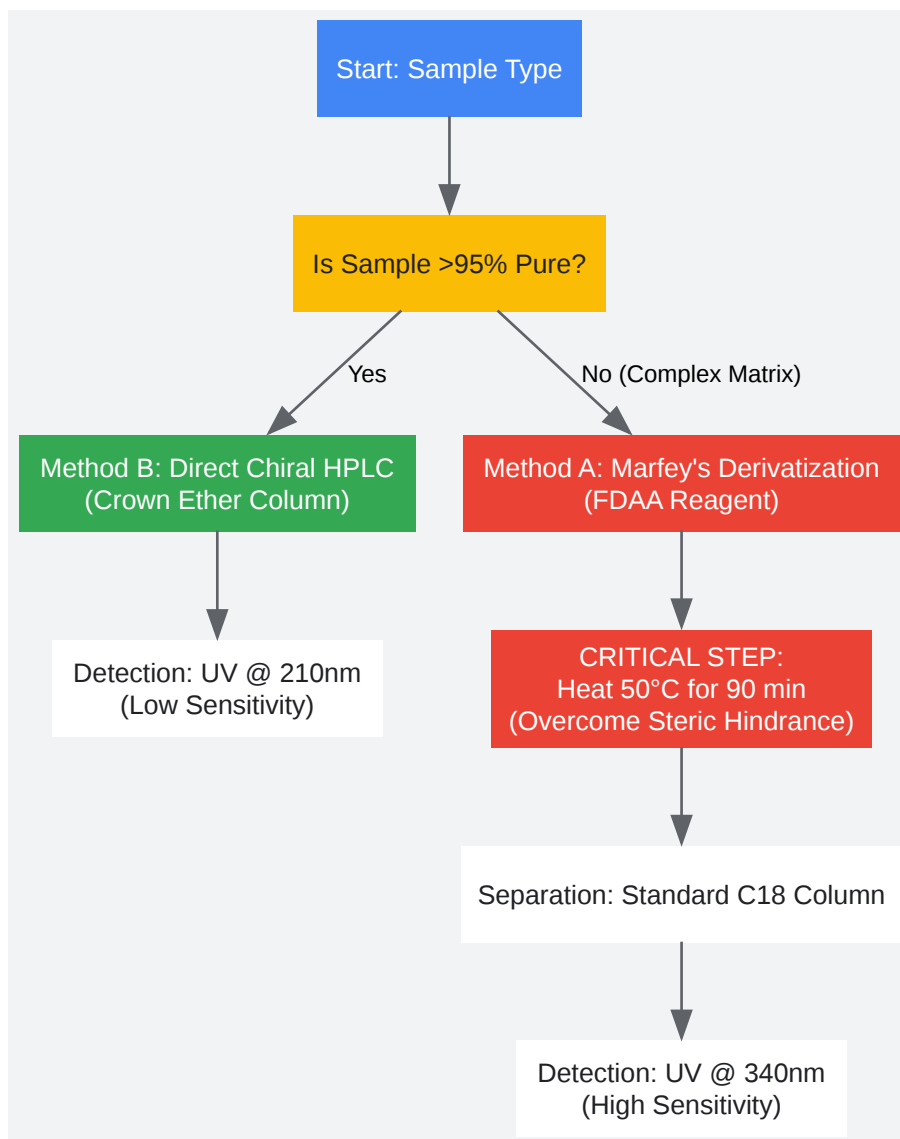 Start: Sample Type
Is Sample >95% Pure?
Yes
No (Complex Matrix)
Method B: Direct Chiral HPLC
(Crown Ether Column)
Method A: Marfey's Derivatization
(FDAA Reagent)
Detection: UV @ 210nm
(Low Sensitivity)
CRITICAL STEP:
Heat 50°C for 90 min
(Overcome Steric Hindrance)
Separation: Standard C18 Column
Detection: UV @ 340nm
(High Sensitivity)